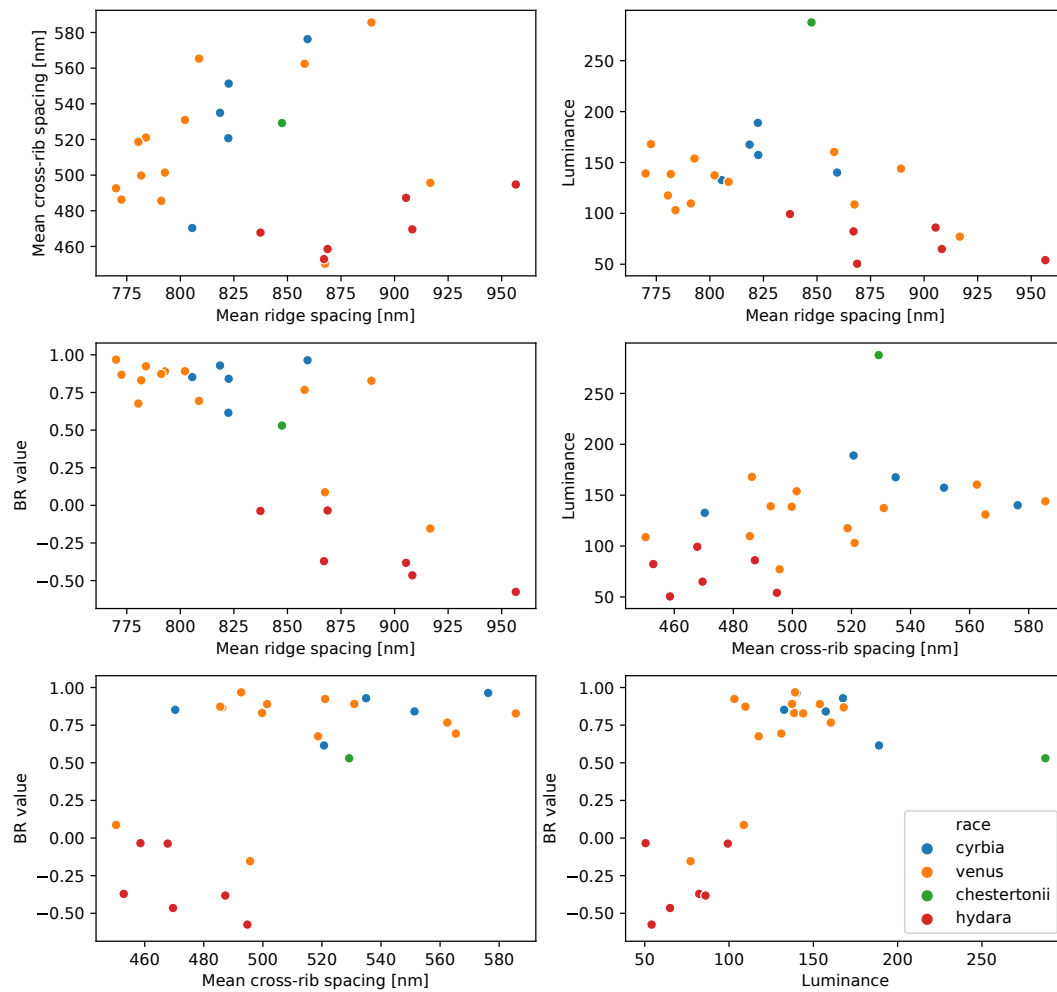 580
560
540
520
500
480
460
Mean cross-rib spacing [nm]
775 800 825 850 875 900 925 950
Mean ridge spacing [nm]
250
200
150
100
50
Luminance
775 800 825 850 875 900 925 950
Mean ridge spacing [nm]
1.00
0.75
0.50
0.25
0.00
−0.25
−0.50
BR value
775 800 825 850 875 900 925 950
Mean ridge spacing [nm]
250
200
150
100
50
Luminance
460 480 500 520 540 560 580
Mean cross-rib spacing [nm]
1.00
0.75
0.50
0.25
0.00
−0.25
−0.50
BR value
460 480 500 520 540 560 580
Mean cross-rib spacing [nm]
1.00
0.75
0.50
0.25
0.00
−0.25
−0.50
BR value
race
cyrbia
venus
chestertonii
hydara
50 100 150 200 250
Luminance